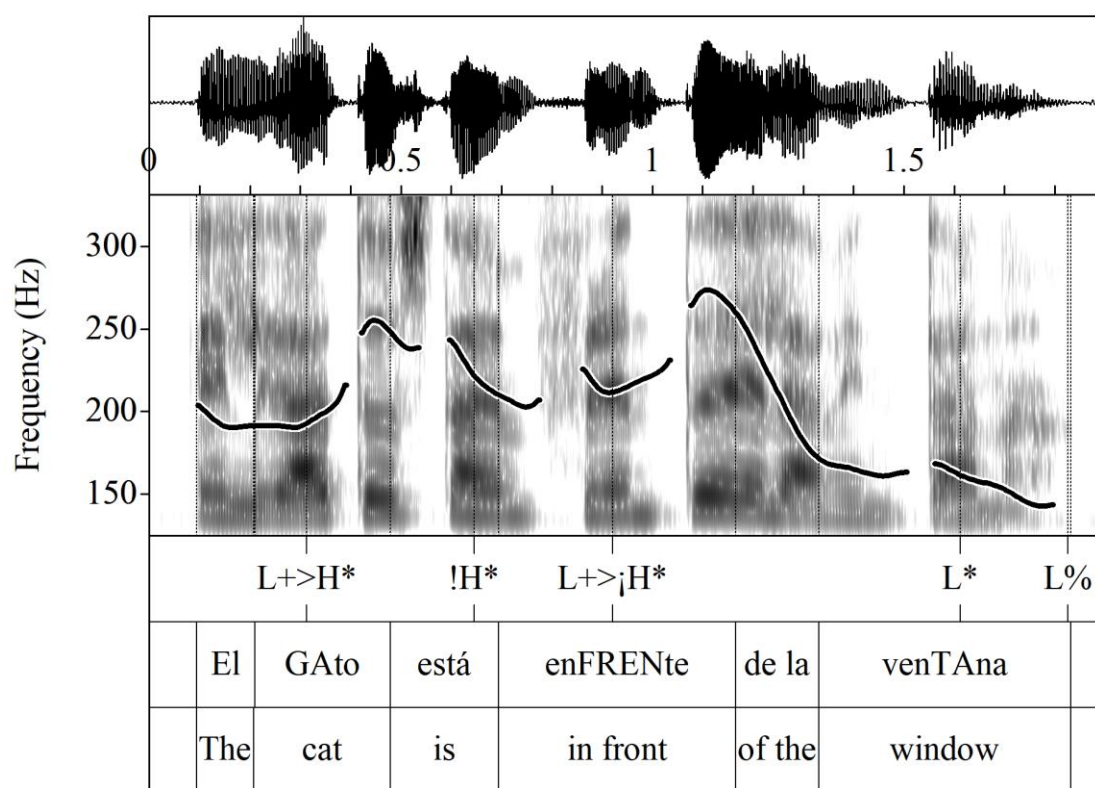 0 0.5 1 1.5
Frequency (Hz)
300
250
200
150
L+>H* !H* L+>¡H* L* L%
El GAto está enFRENte de la venTAna
The cat is in front of the window